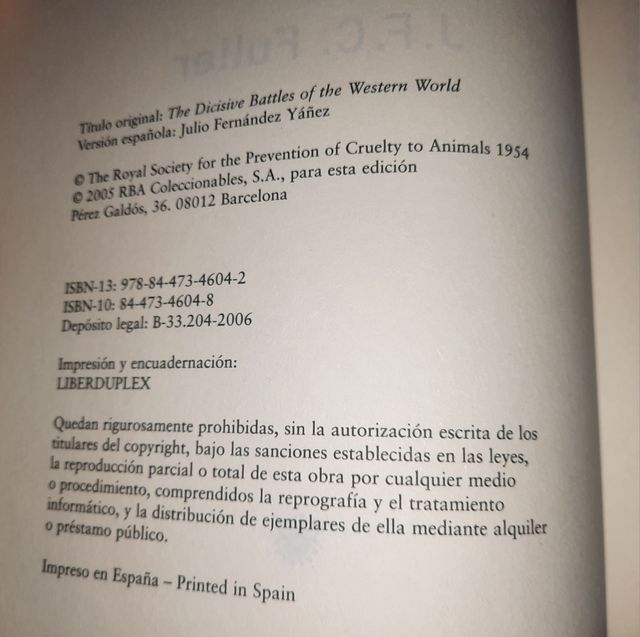 J.F.C. Fuller
Título original: The Dicisive Battles of the Western World
Versión española: Julio Fernández Yáñez
© The Royal Society for the Prevention of Cruelty to Animals 1954
© 2005 RBA Coleccionables, S.A., para esta edición
Pérez Galdós, 36. 08012 Barcelona
ISBN-13: 978-84-473-4604-2
ISBN-10: 84-473-4604-8
Depósito legal: B-33.204-2006
Impresión y encuadernación:
LIBERDUPLEX
Quedan rigurosamente prohibidas, sin la autorización escrita de los
titulares del copyright, bajo las sanciones establecidas en las leyes,
la reproducción parcial o total de esta obra por cualquier medio
o procedimiento, comprendidos la reprografía y el tratamiento
informático, y la distribución de ejemplares de ella mediante alquiler
o préstamo público.
Impreso en España – Printed in Spain